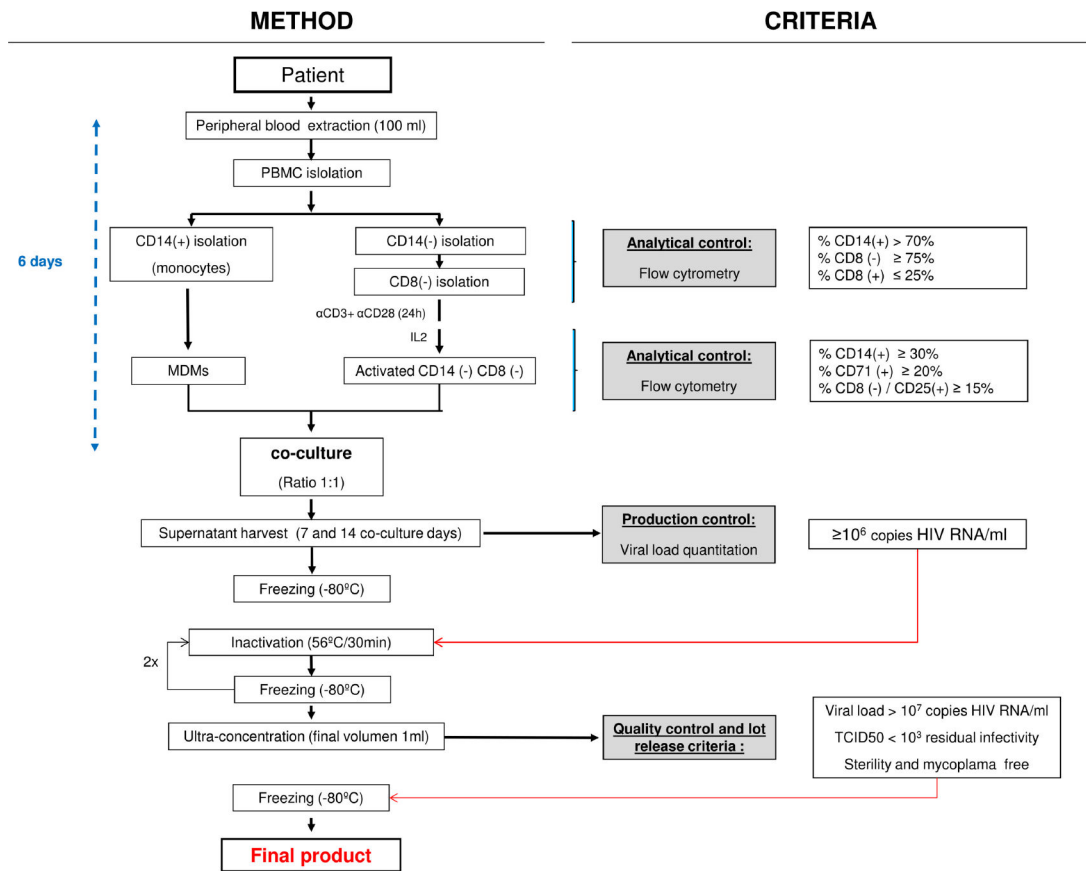 METHOD
CRITERIA
Patient
Peripheral blood extraction (100 ml)
PBMC islolation
6 days
CD14(+) isolation
(monocytes)
CD14(-) isolation
CD8(-) isolation
αCD3+ αCD28 (24h)
IL2
MDMs
Activated CD14 (-) CD8 (-)
Analytical control:
Flow cytrometry
% CD14(+) > 70%
% CD8 (-) ≥ 75%
% CD8 (+) ≤ 25%
Analytical control:
Flow cytometry
% CD14(+) ≥ 30%
% CD71 (+) ≥ 20%
% CD8 (-) / CD25(+) ≥ 15%
co-culture
(Ratio 1:1)
Supernatant harvest (7 and 14 co-culture days)
Production control:
Viral load quantitation
≥10⁶ copies HIV RNA/ml
Freezing (-80ºC)
Inactivation (56ºC/30min)
2x
Freezing (-80ºC)
Ultra-concentration (final volumen 1ml)
Quality control and lot
release criteria :
Viral load > 10⁷ copies HIV RNA/ml
TCID50 < 10³ residual infectivity
Sterility and mycoplama free
Freezing (-80ºC)
Final product